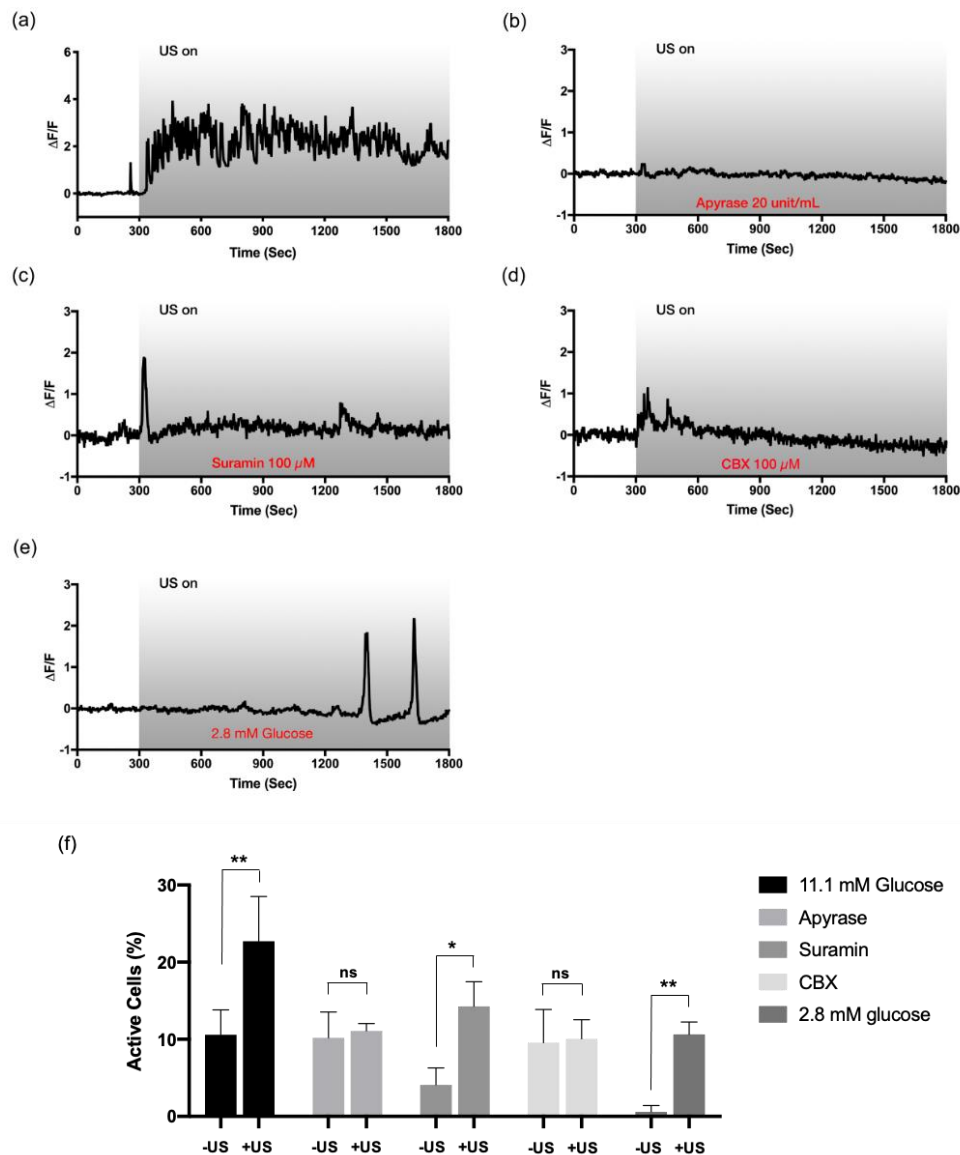 (a)
US on
6
4
2
0
ΔF/F
0 300 600 900 1200 1500 1800
Time (Sec)
(b)
US on
3
2
1
0
-1
ΔF/F
Apyrase 20 unit/mL
0 300 600 900 1200 1500 1800
Time (Sec)
(c)
US on
3
2
1
0
-1
ΔF/F
Suramin 100 μM
0 300 600 900 1200 1500 1800
Time (Sec)
(d)
US on
3
2
1
0
-1
ΔF/F
CBX 100 μM
0 300 600 900 1200 1500 1800
Time (Sec)
(e)
US on
3
2
1
0
-1
ΔF/F
2.8 mM Glucose
0 300 600 900 1200 1500 1800
Time (Sec)
(f)
Active Cells (%)
30
20
10
0
** ns * ns **
-US +US -US +US -US +US -US +US -US +US
11.1 mM Glucose
Apyrase
Suramin
CBX
2.8 mM glucose